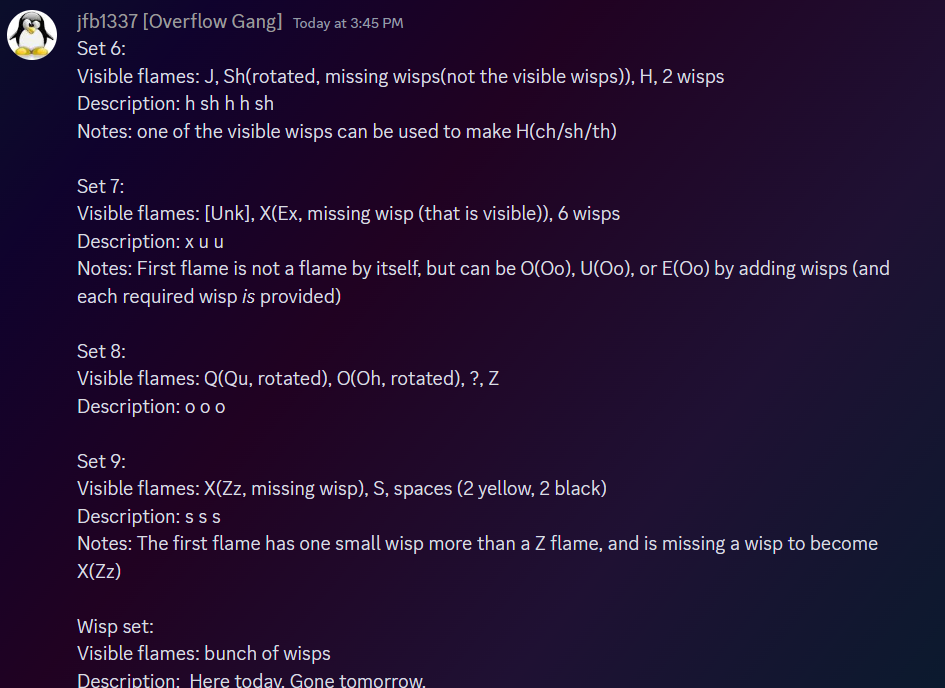 jfb1337 [Overflow Gang] Today at 3:45 PM
Set 6:
Visible flames: J, Sh(rotated, missing wisps(not the visible wisps)), H, 2 wisps
Description: h sh h h sh
Notes: one of the visible wisps can be used to make H(ch/sh/th)
Set 7:
Visible flames: [Unk], X(Ex, missing wisp (that is visible)), 6 wisps
Description: x u u
Notes: First flame is not a flame by itself, but can be O(Oo), U(Oo), or E(Oo) by adding wisps (and
each required wisp is provided)
Set 8:
Visible flames: Q(Qu, rotated), O(Oh, rotated), ?, Z
Description: o o o
Set 9:
Visible flames: X(Zz, missing wisp), S, spaces (2 yellow, 2 black)
Description: s s s
Notes: The first flame has one small wisp more than a Z flame, and is missing a wisp to become
X(Zz)
Wisp set:
Visible flames: bunch of wisps
Description: Here today. Gone tomorrow.